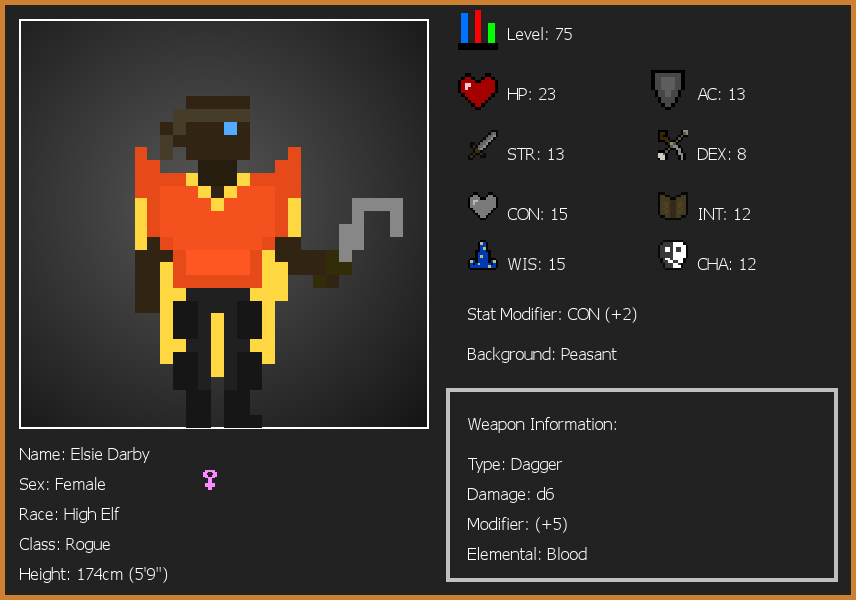 Level: 75
HP: 23
AC: 13
STR: 13
DEX: 8
CON: 15
INT: 12
WIS: 15
CHA: 12
Stat Modifier: CON (+2)
Background: Peasant
Weapon Information:
Type: Dagger
Damage: d6
Modifier: (+5)
Elemental: Blood
Name: Elsie Darby
Sex: Female
Race: High Elf
Class: Rogue
Height: 174cm (5'9")